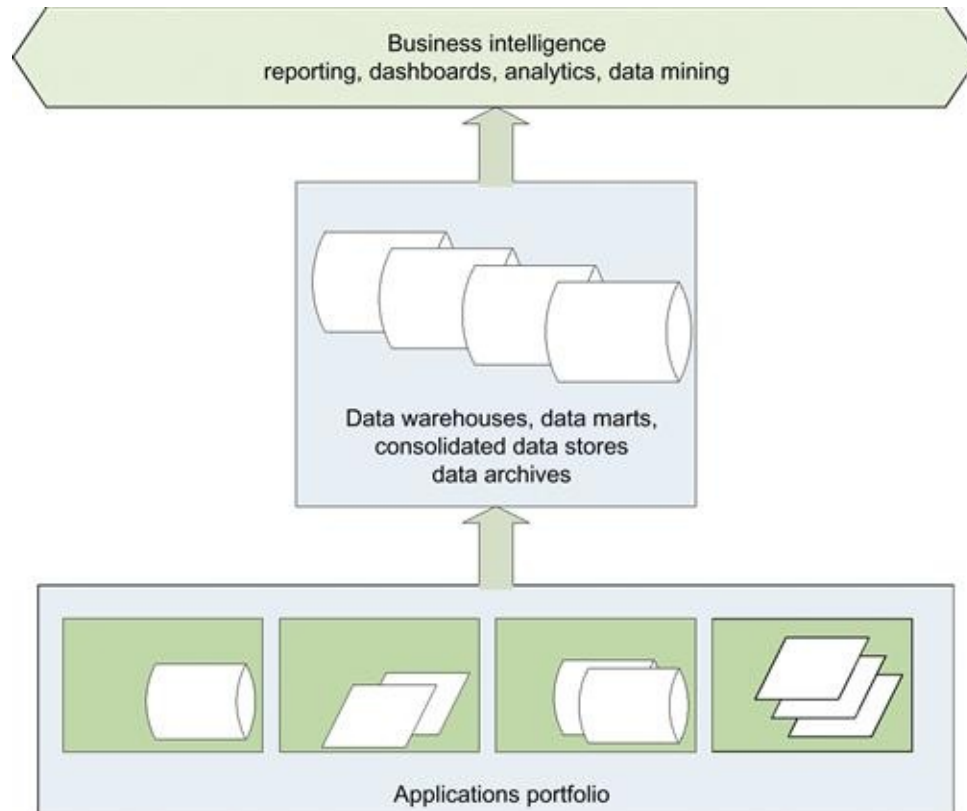 Business intelligence
reporting, dashboards, analytics, data mining
Data warehouses, data marts,
consolidated data stores
data archives
Applications portfolio